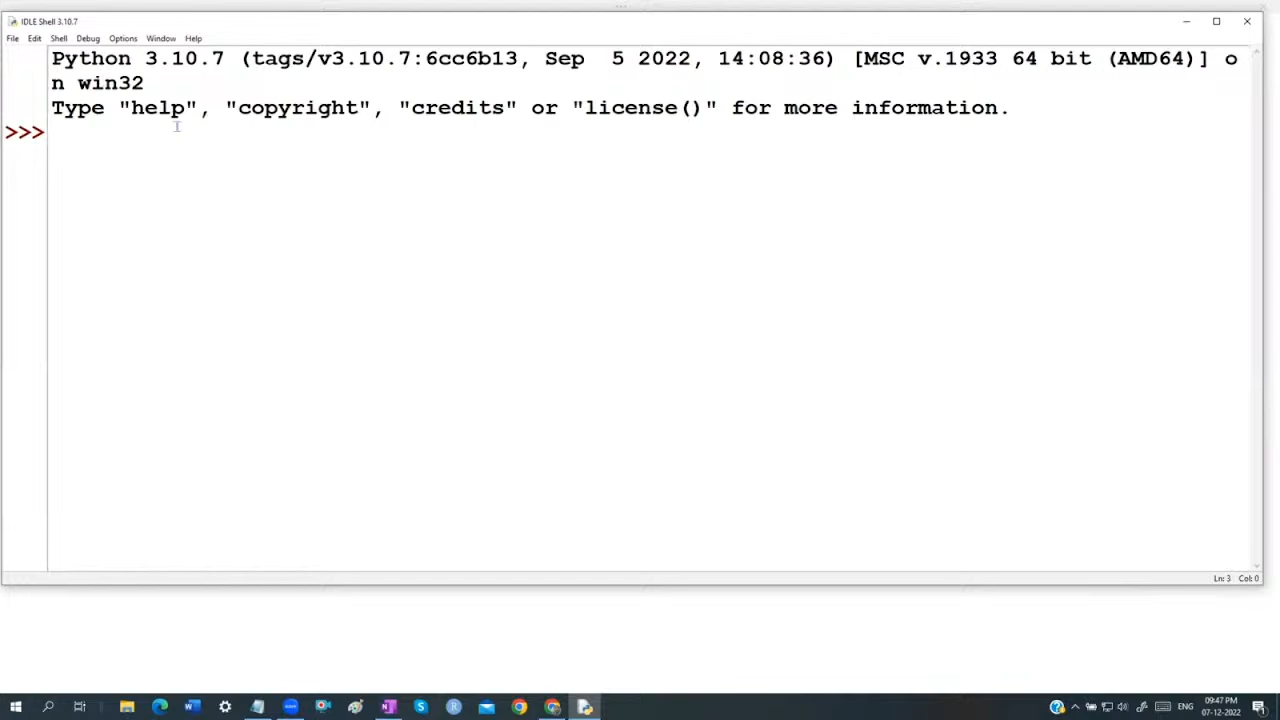 IDLE Shell 3.10.7
File Edit Shell Debug Options Window Help
Python 3.10.7 (tags/v3.10.7:6cc6b13, Sep  5 2022, 14:08:36) [MSC v.1933 64 bit (AMD64)] o
n win32
Type "help", "copyright", "credits" or "license()" for more information.
>>>
Ln: 3 Col: 0
ENG
09:47 PM
07-12-2022